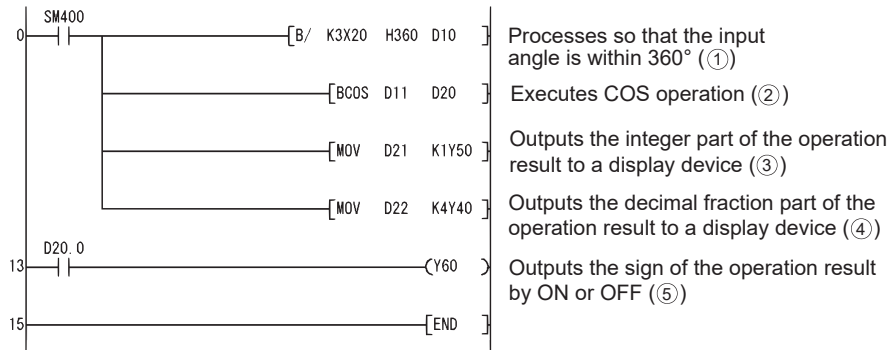 SM400
0 [B/ K3X20 H360 D10 ] Processes so that the input
angle is within 360° (①)
[BCOS D11 D20 ] Executes COS operation (②)
[MOV D21 K1Y50 ] Outputs the integer part of the operation
result to a display device (③)
[MOV D22 K4Y40 ] Outputs the decimal fraction part of the
operation result to a display device (④)
D20.0
13 (Y60 ) Outputs the sign of the operation result
by ON or OFF (⑤)
15 [END ]